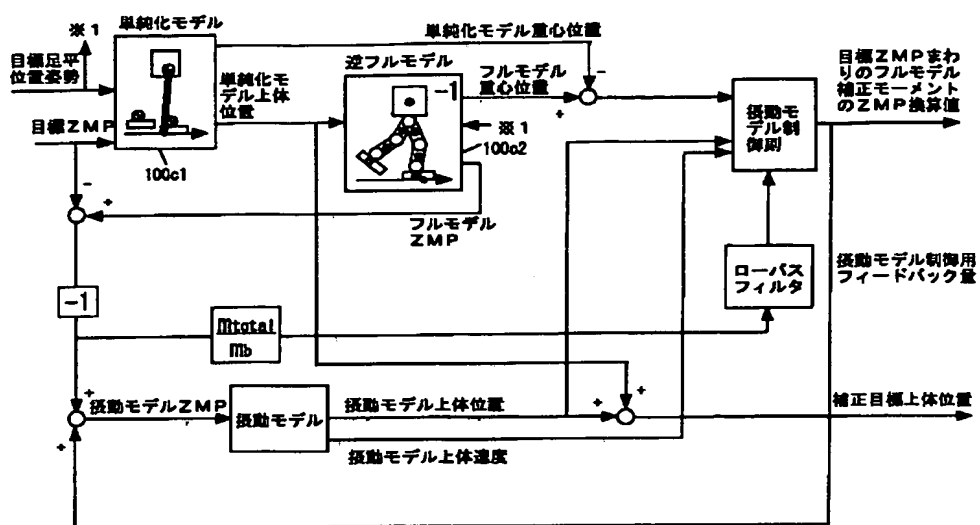 ※1
単純化モデル
単純化モデル重心位置
目標足平
位置姿勢
目標ZMP
100c1
単純化モ
デル上体
位置
逆フルモデル
-1
※1
100c2
フルモデル
重心位置
-
+
摂動モ
デル制
御則
目標ZMPまわ
りのフルモデル
補正モーメント
のZMP換算値
-
+
フルモデル
ZMP
ローパス
フィルタ
摂動モデル制御用
フィードバック量
-1
Mtotal
Mb
+
+
摂動モデルZMP
摂動モデル
摂動モデル上体位置
摂動モデル上体速度
+
+
補正目標上体位置